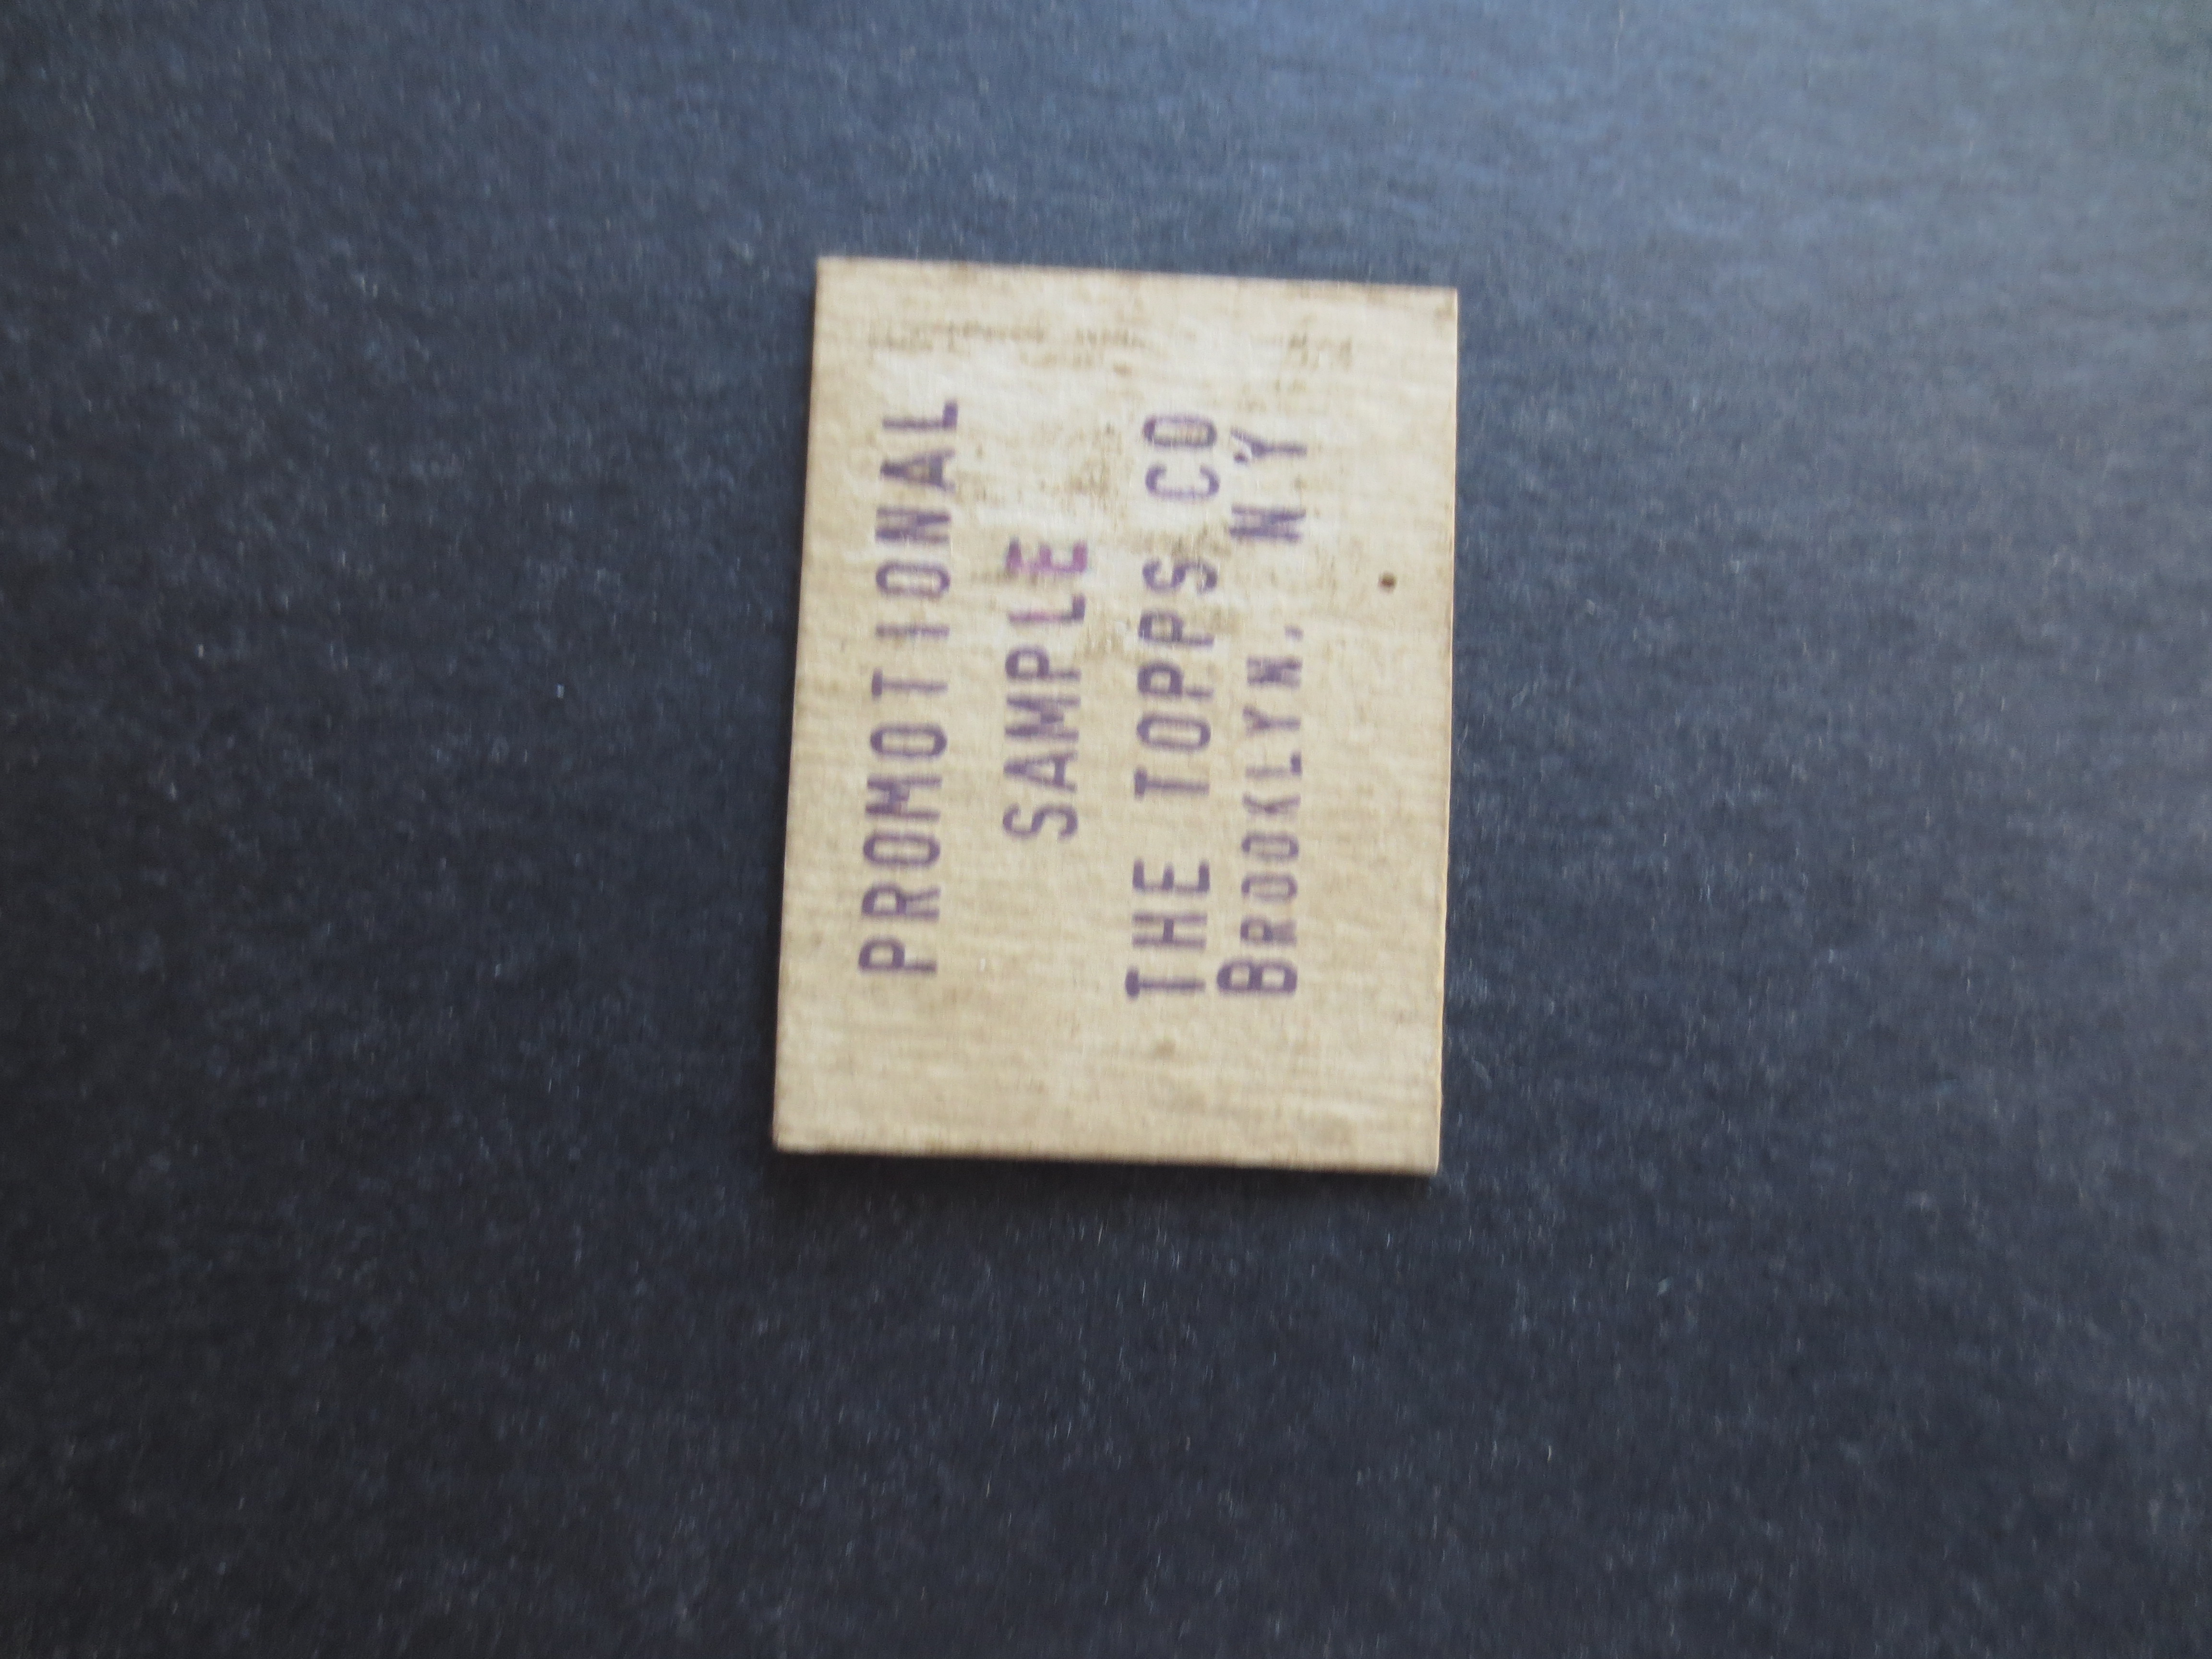 PROMOTIONAL
SAMPLE
THE TOPPS CO
BROOKLYN, N.Y